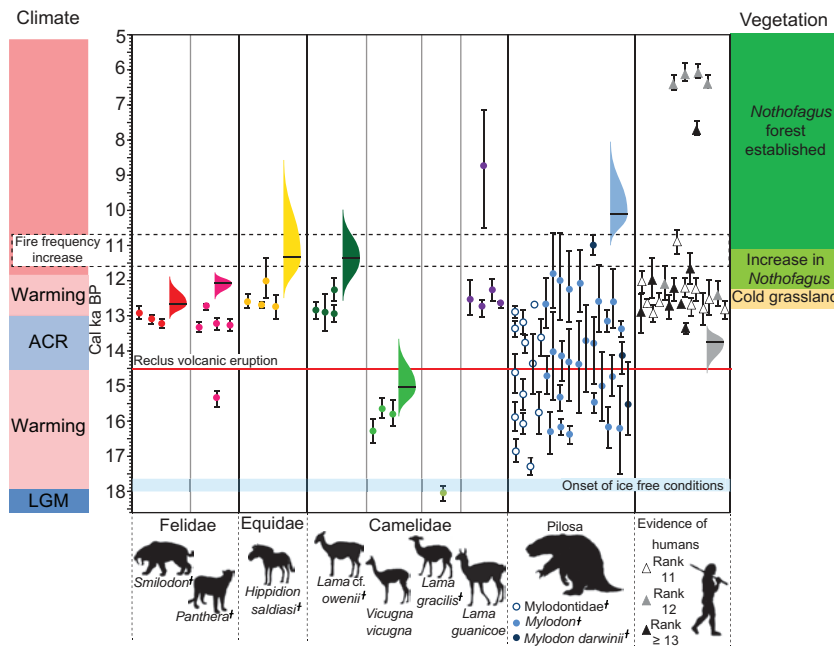 Climate
Vegetation
5
6
7
8
9
10
11
12
13
14
15
16
17
18
Cal ka BP
Fire frequency
increase
Warming
ACR
Warming
LGM
Reclus volcanic eruption
Onset of ice free conditions
Nothofagus
forest
established
Increase in
Nothofagus
Cold grassland
Felidae
Equidae
Camelidae
Pilosa
Evidence of
humans
Smilodon†
Panthera†
Hippidion
saldiasi†
Lama cf.
owenii†
Vicugna
vicugna
Lama
gracilis†
Lama
guanicoe
Mylodontidae†
Mylodon†
Mylodon darwinii†
Rank
11
Rank
12
Rank
≥ 13